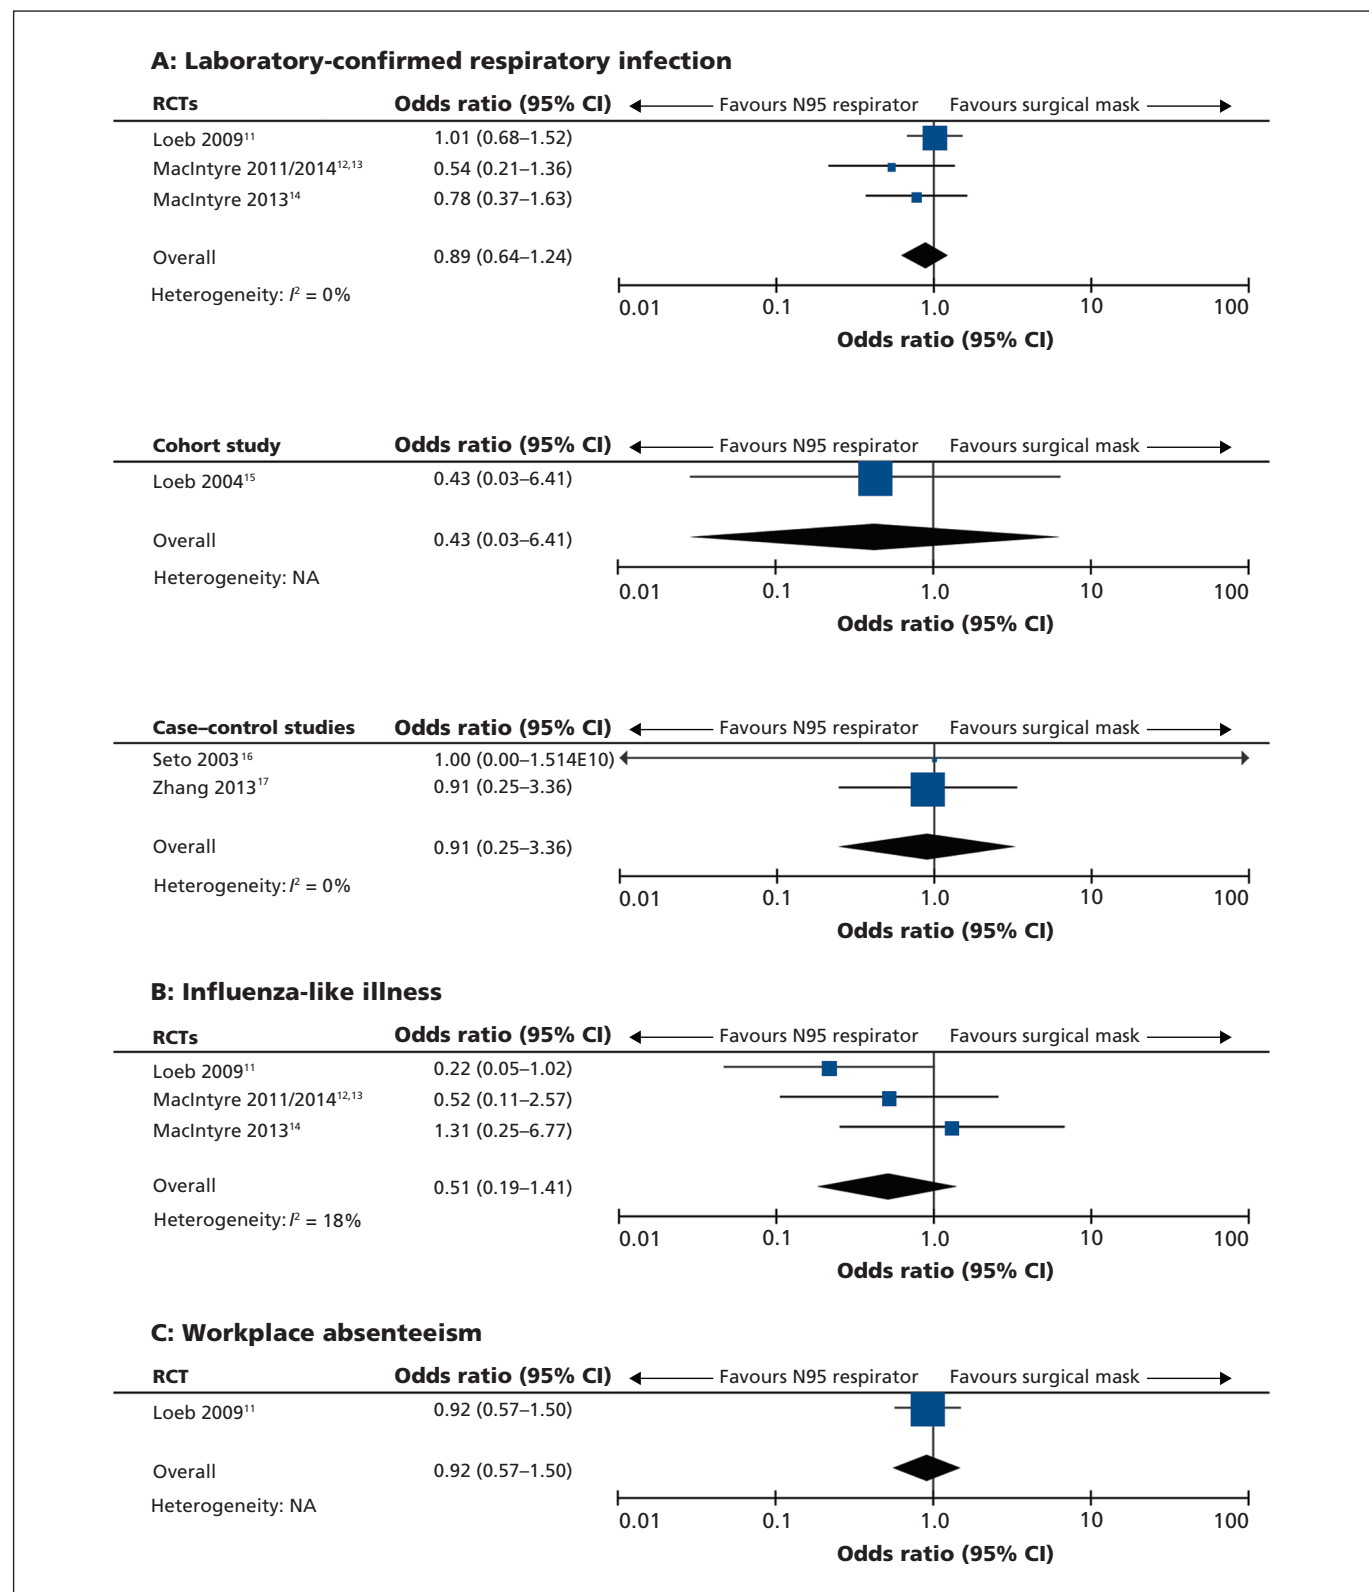 A: Laboratory-confirmed respiratory infection
RCTs Odds ratio (95% CI) Favours N95 respirator Favours surgical mask
Loeb 2009¹¹ 1.01 (0.68–1.52)
MacIntyre 2011/2014¹²,¹³ 0.54 (0.21–1.36)
MacIntyre 2013¹⁴ 0.78 (0.37–1.63)
Overall 0.89 (0.64–1.24)
Heterogeneity: I² = 0%
0.01 0.1 1.0 10 100
Odds ratio (95% CI)
Cohort study Odds ratio (95% CI) Favours N95 respirator Favours surgical mask
Loeb 2004¹⁵ 0.43 (0.03–6.41)
Overall 0.43 (0.03–6.41)
Heterogeneity: NA
0.01 0.1 1.0 10 100
Odds ratio (95% CI)
Case–control studies Odds ratio (95% CI) Favours N95 respirator Favours surgical mask
Seto 2003¹⁶ 1.00 (0.00–1.514E10)
Zhang 2013¹⁷ 0.91 (0.25–3.36)
Overall 0.91 (0.25–3.36)
Heterogeneity: I² = 0%
0.01 0.1 1.0 10 100
Odds ratio (95% CI)
B: Influenza-like illness
RCTs Odds ratio (95% CI) Favours N95 respirator Favours surgical mask
Loeb 2009¹¹ 0.22 (0.05–1.02)
MacIntyre 2011/2014¹²,¹³ 0.52 (0.11–2.57)
MacIntyre 2013¹⁴ 1.31 (0.25–6.77)
Overall 0.51 (0.19–1.41)
Heterogeneity: I² = 18%
0.01 0.1 1.0 10 100
Odds ratio (95% CI)
C: Workplace absenteeism
RCT Odds ratio (95% CI) Favours N95 respirator Favours surgical mask
Loeb 2009¹¹ 0.92 (0.57–1.50)
Overall 0.92 (0.57–1.50)
Heterogeneity: NA
0.01 0.1 1.0 10 100
Odds ratio (95% CI)